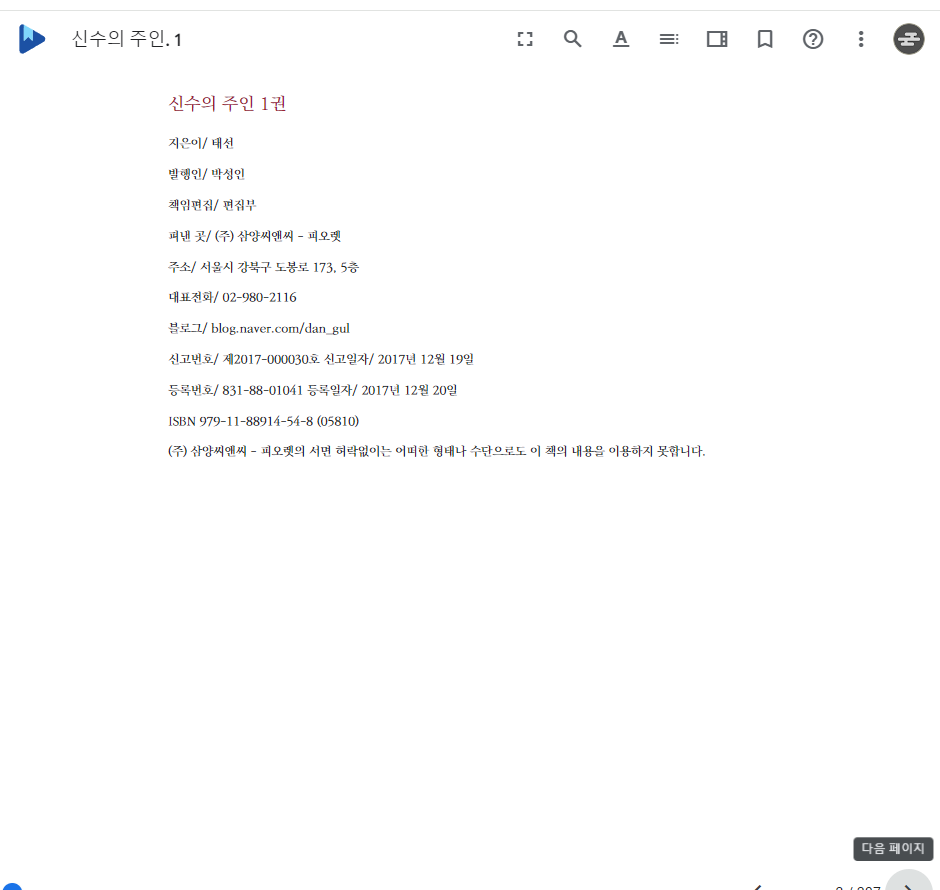 신수의 주인. 1
신수의 주인 1권
지은이/ 태선
발행인/ 박성인
책임편집/ 편집부
펴낸 곳/ (주) 삼양씨앤씨 - 피오렛
주소/ 서울시 강북구 도봉로 173, 5층
대표전화/ 02-980-2116
블로그/ blog.naver.com/dan_gul
신고번호/ 제2017-000030호 신고일자/ 2017년 12월 19일
등록번호/ 831-88-01041 등록일자/ 2017년 12월 20일
ISBN 979-11-88914-54-8 (05810)
(주) 삼양씨앤씨 - 피오렛의 서면 허락없이는 어떠한 형태나 수단으로도 이 책의 내용을 이용하지 못합니다.
다음 페이지